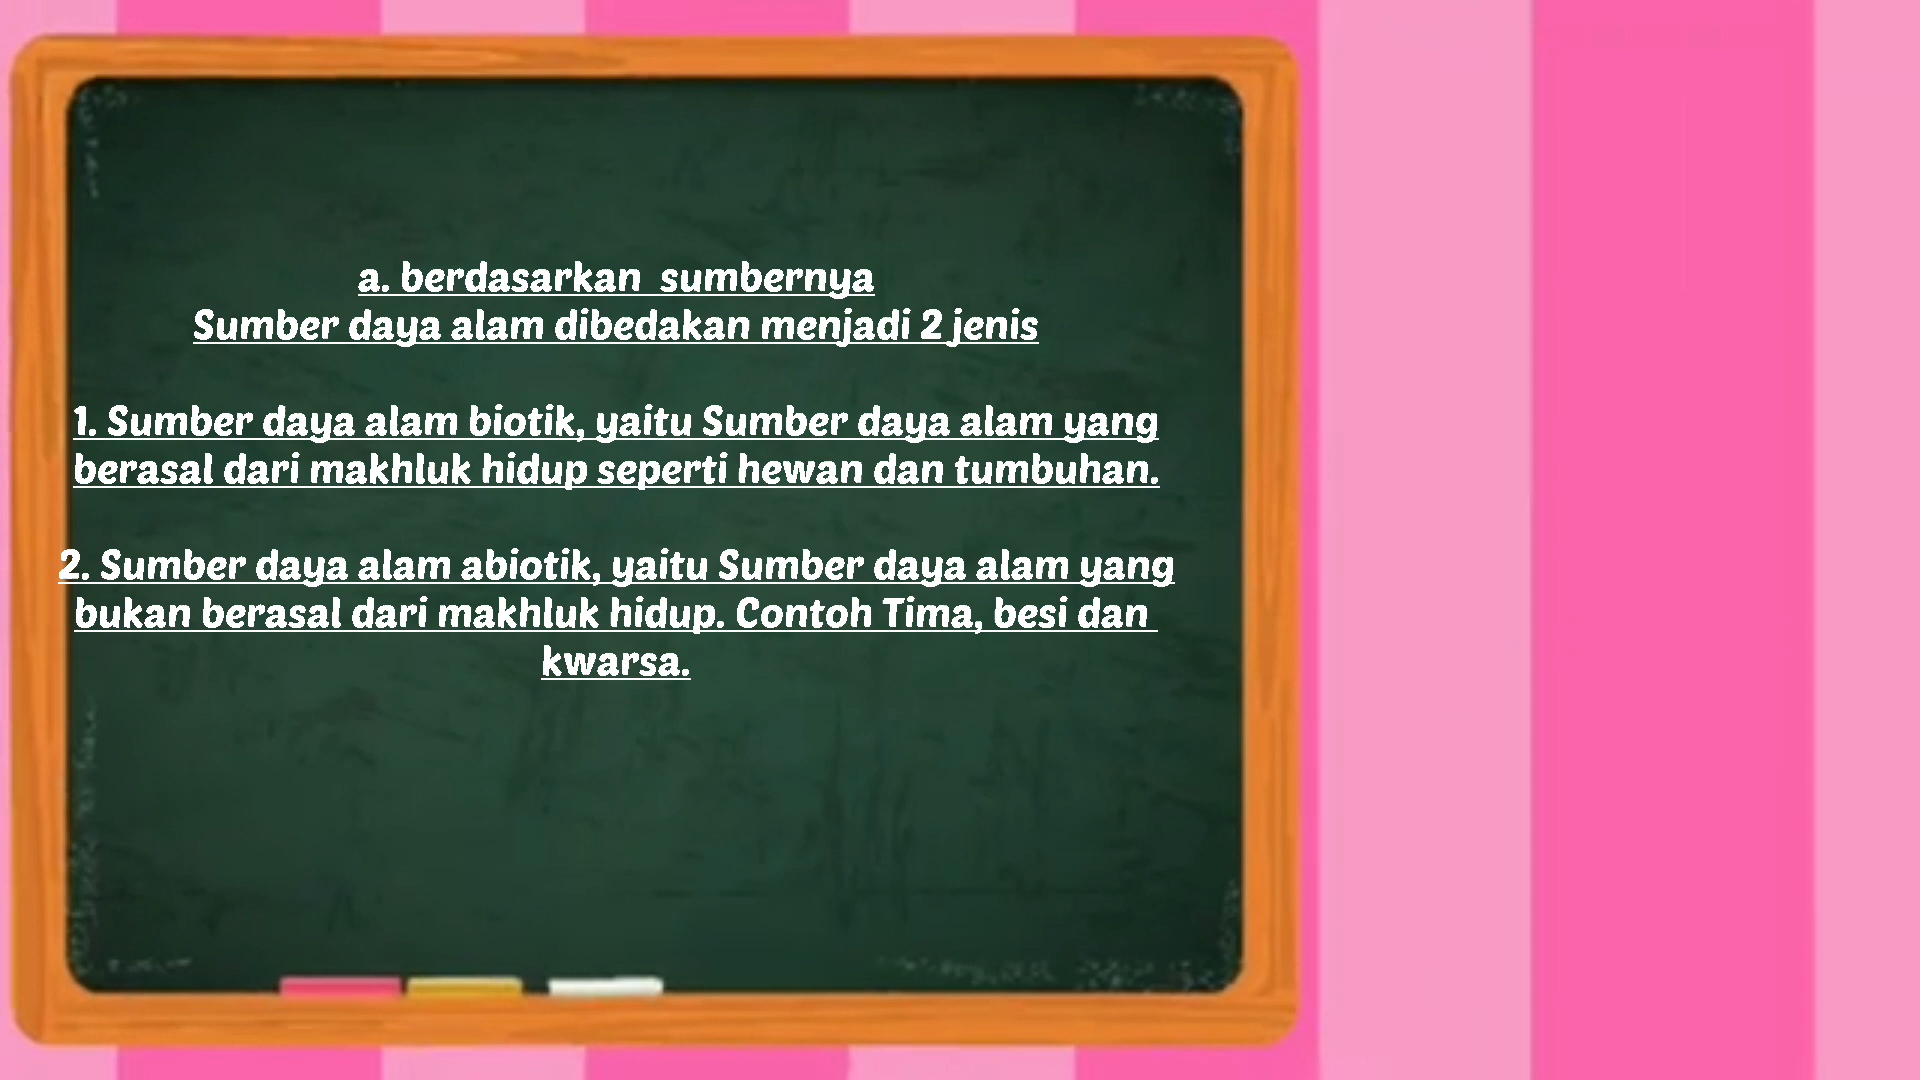 a. berdasarkan  sumbernya
Sumber daya alam dibedakan menjadi 2 jenis
1. Sumber daya alam biotik, yaitu Sumber daya alam yang
berasal dari makhluk hidup seperti hewan dan tumbuhan.
2. Sumber daya alam abiotik, yaitu Sumber daya alam yang
bukan berasal dari makhluk hidup. Contoh Tima, besi dan
kwarsa.